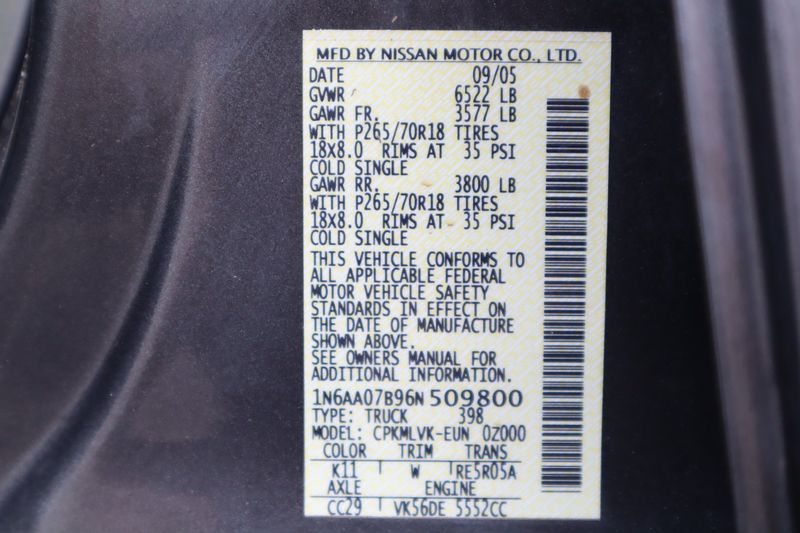 MFD BY NISSAN MOTOR CO., LTD.
DATE 09/05
GVWR 6522 LB
GAWR FR. 3577 LB
WITH P265/70R18 TIRES
18X8.0 RIMS AT 35 PSI
COLD SINGLE
GAWR RR. 3800 LB
WITH P265/70R18 TIRES
18X8.0 RIMS AT 35 PSI
COLD SINGLE
THIS VEHICLE CONFORMS TO
ALL APPLICABLE FEDERAL
MOTOR VEHICLE SAFETY
STANDARDS IN EFFECT ON
THE DATE OF MANUFACTURE
SHOWN ABOVE.
SEE OWNERS MANUAL FOR
ADDITIONAL INFORMATION.
1N6AA07B96N 509800
TYPE: TRUCK 398
MODEL: CPKMLVK-EUN 0Z000
COLOR TRIM TRANS
K11 W RE5R05A
AXLE ENGINE
CC29 VK56DE 5552CC